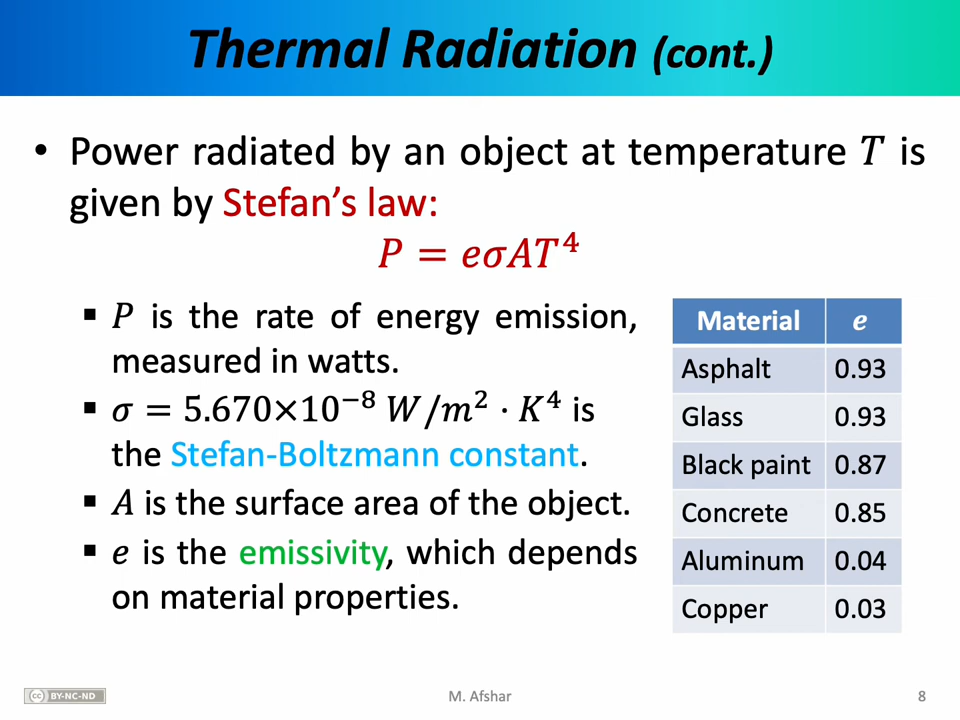 Thermal Radiation (cont.)
• Power radiated by an object at temperature T is
given by Stefan's law:
P = eσAT⁴
▪ P is the rate of energy emission,
measured in watts.
▪ σ = 5.670×10⁻⁸ W/m² · K⁴ is
the Stefan-Boltzmann constant.
▪ A is the surface area of the object.
▪ e is the emissivity, which depends
on material properties.
Material e
Asphalt 0.93
Glass 0.93
Black paint 0.87
Concrete 0.85
Aluminum 0.04
Copper 0.03
cc BY-NC-ND
M. Afshar
8